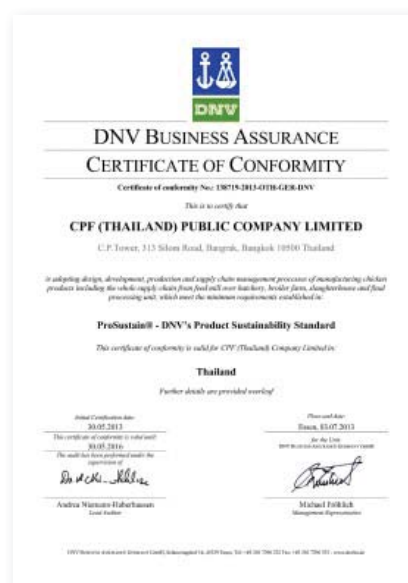 DNV
DNV BUSINESS ASSURANCE
CERTIFICATE OF CONFORMITY
Certificate of conformity No.: 138719-2013-OTH-GER-DNV
This is to certify that
CPF (THAILAND) PUBLIC COMPANY LIMITED
C.P. Tower, 313 Silom Road, Bangrak, Bangkok 10500 Thailand
is adopting design, development, production and supply chain management processes of manufacturing chicken
products including the whole supply chain from feed mill over hatchery, broiler farm, slaughterhouse and final
processing unit, which meet the minimum requirements established in:
ProSustain® - DNV's Product Sustainability Standard
This certificate of conformity is valid for CPF (Thailand) Company Limited in:
Thailand
Further details are provided overleaf
Initial Certification date:
30.05.2013
This certificate of conformity is valid until:
30.05.2016
The audit has been performed under the
supervision of
Andrea Niemann-Haberhausen
Lead Auditor
Place and date:
Essen, 03.07.2013
for the Unit
DNV BUSINESS ASSURANCE GERMANY GMBH
Michael Fröhlich
Management Representative